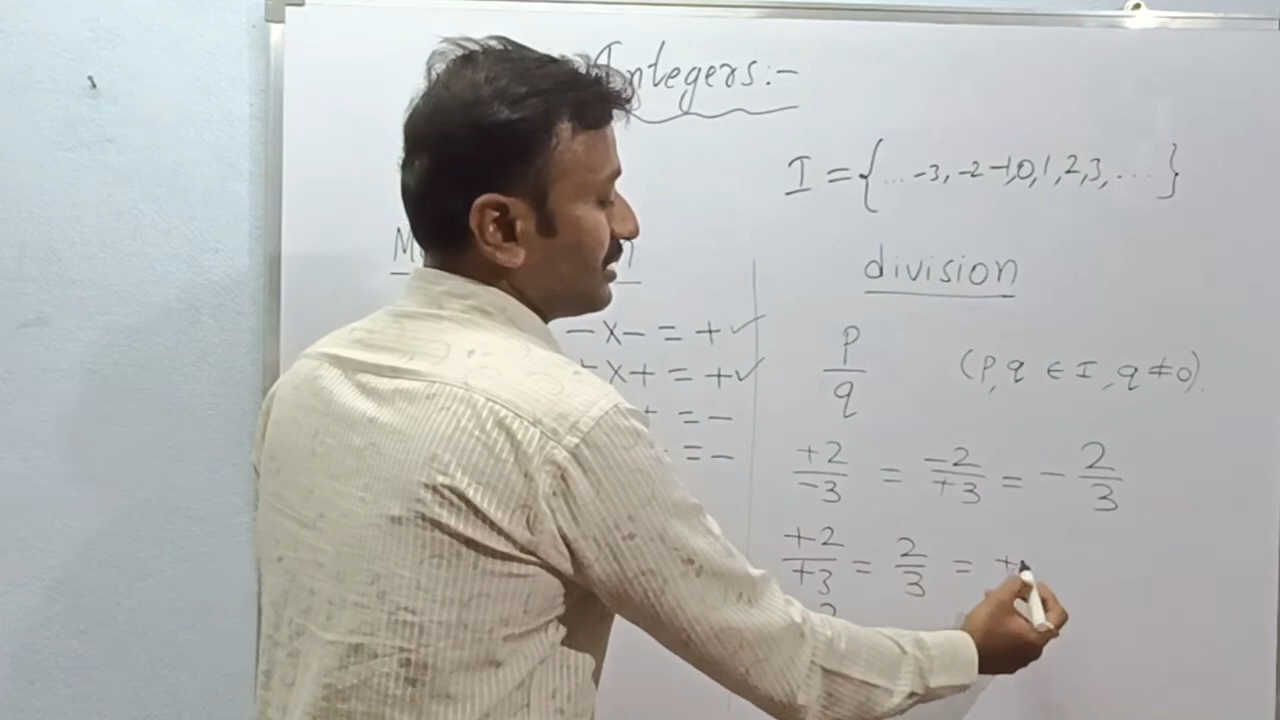 Integers:-
I = {... -3, -2 -1,0,1,2,3, ... }
division
- x - = + ✓
x + = + ✓
= -
= -
P/q (P,q ∈ I, q ≠ 0).
+2/-3 = -2/+3 = - 2/3
+2/+3 = 2/3 = +